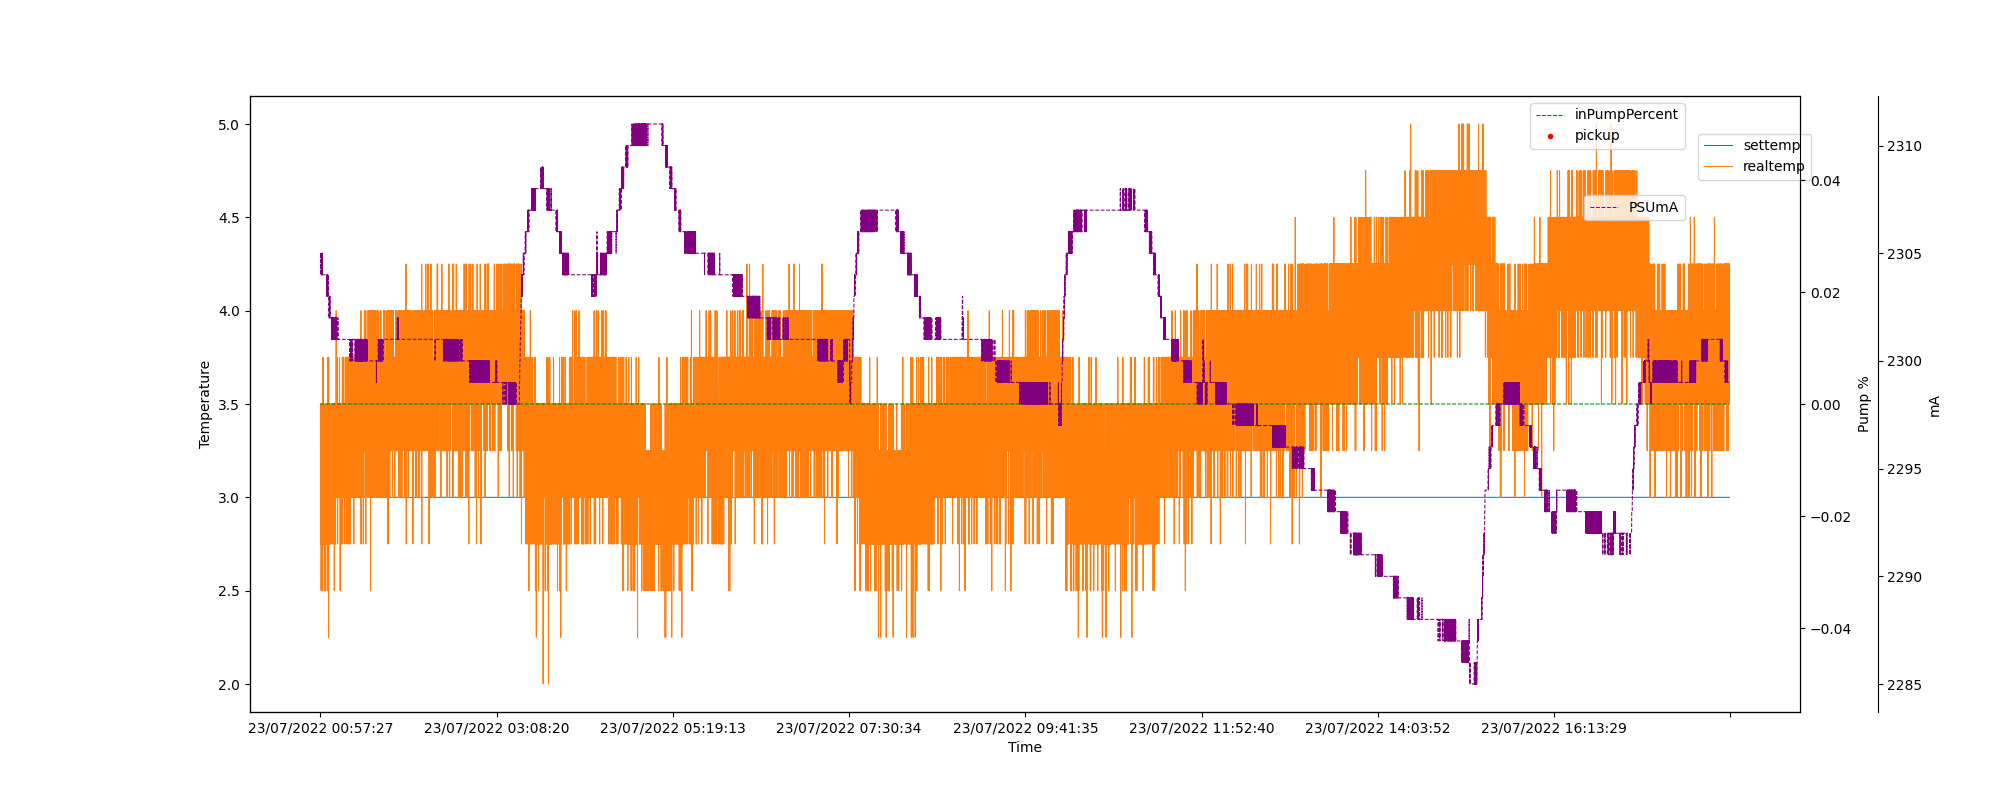 inPumpPercent
pickup
settemp
realtemp
PSUmA
5.0
4.5
4.0
3.5
3.0
2.5
2.0
Temperature
0.04
0.02
0.00
−0.02
−0.04
Pump %
2310
2305
2300
2295
2290
2285
mA
23/07/2022 00:57:27
23/07/2022 03:08:20
23/07/2022 05:19:13
23/07/2022 07:30:34
23/07/2022 09:41:35
23/07/2022 11:52:40
23/07/2022 14:03:52
23/07/2022 16:13:29
Time